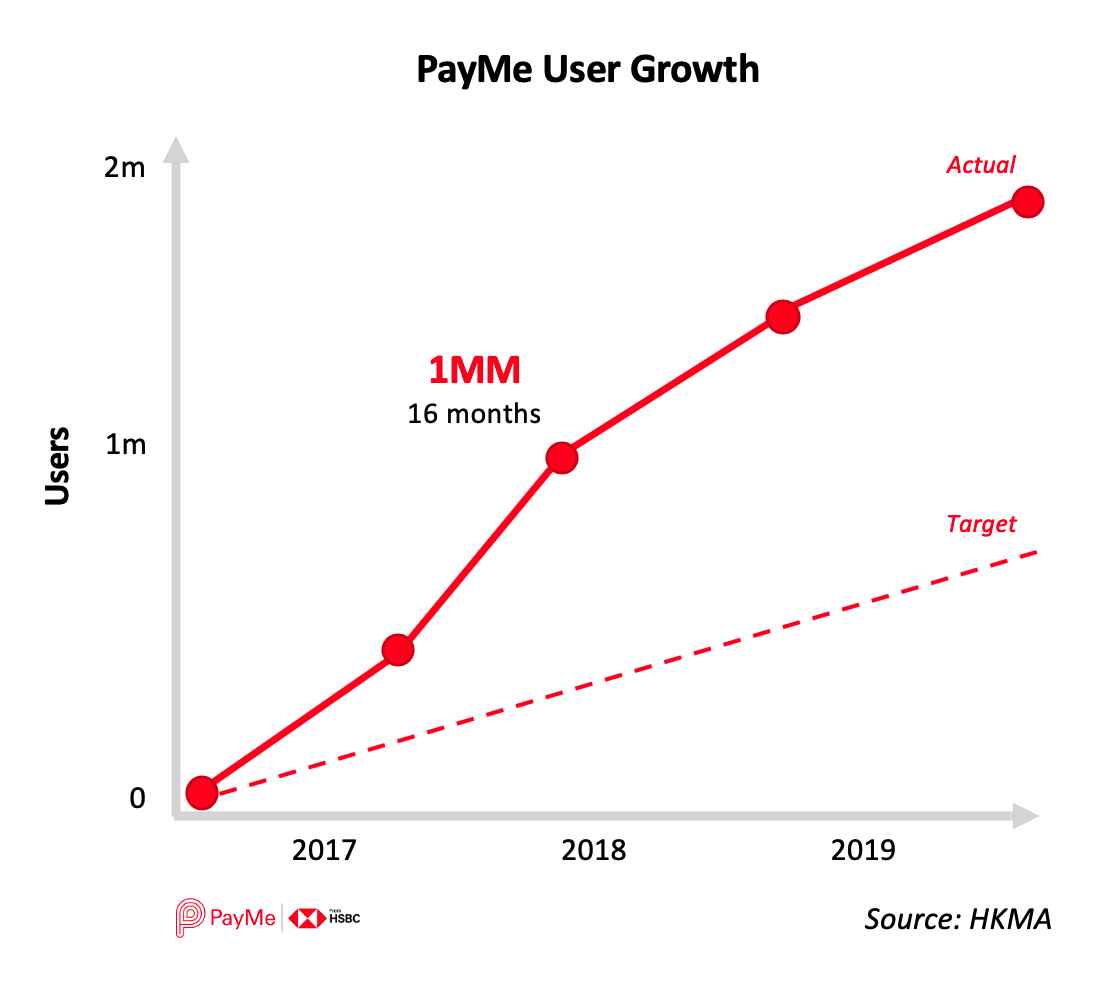 PayMe User Growth
2m
Actual
1MM
16 months
1m
Users
Target
0
2017 2018 2019
PayMe From HSBC
Source: HKMA